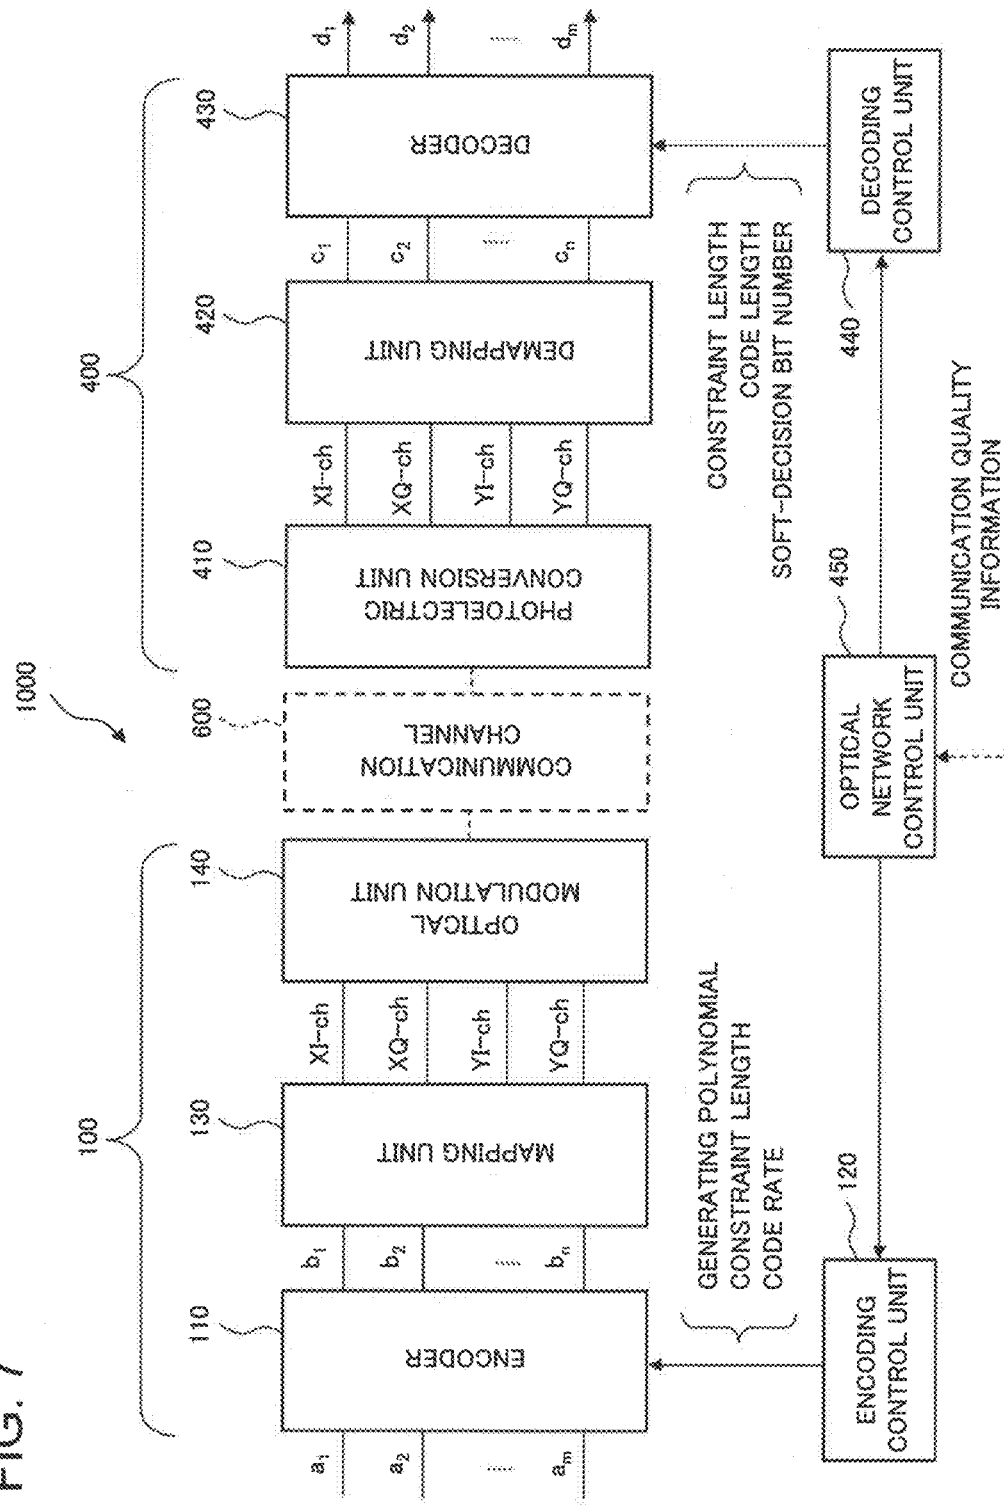 FIG. 7
1000
100
400
110
130
140
600
410
420
430
a1
a2
.....
am
ENCODER
b1
b2
.....
bn
MAPPING UNIT
XI-ch
XQ-ch
YI-ch
YQ-ch
OPTICAL
MODULATION UNIT
COMMUNICATION
CHANNEL
PHOTOELECTRIC
CONVERSION UNIT
XI-ch
XQ-ch
YI-ch
YQ-ch
DEMAPPING UNIT
c1
c2
.....
cn
DECODER
d1
d2
.....
dm
GENERATING POLYNOMIAL
CONSTRAINT LENGTH
CODE RATE
CONSTRAINT LENGTH
CODE LENGTH
SOFT-DECISION BIT NUMBER
120
ENCODING
CONTROL UNIT
450
OPTICAL
NETWORK
CONTROL UNIT
440
DECODING
CONTROL UNIT
COMMUNICATION QUALITY
INFORMATION